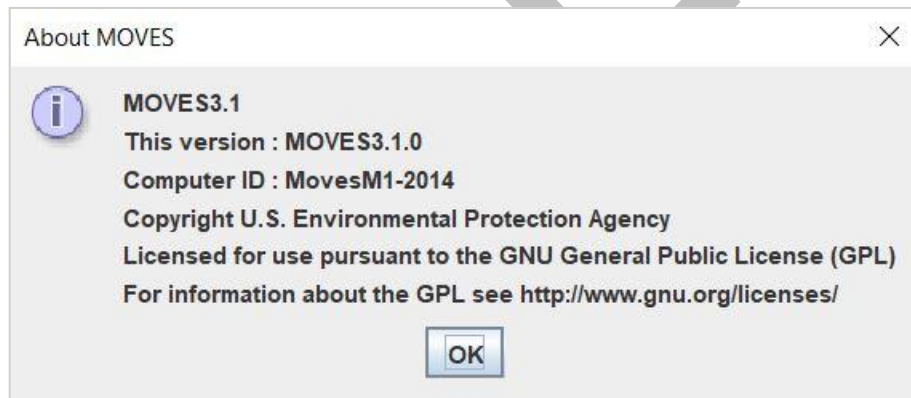 About MOVES
MOVES3.1
This version : MOVES3.1.0
Computer ID : MovesM1-2014
Copyright U.S. Environmental Protection Agency
Licensed for use pursuant to the GNU General Public License (GPL)
For information about the GPL see http://www.gnu.org/licenses/
OK